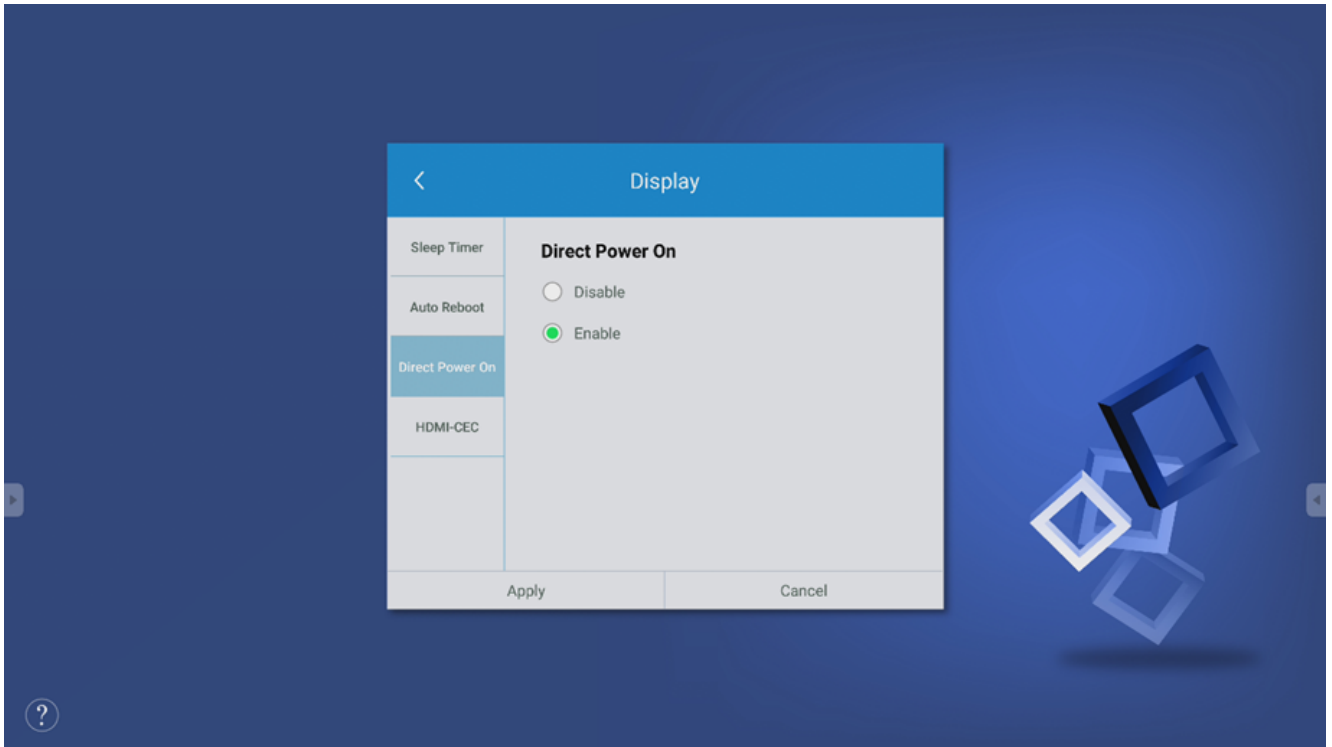 Display
Sleep Timer
Auto Reboot
Direct Power On
HDMI-CEC
Direct Power On
Disable
Enable
Apply
Cancel
?